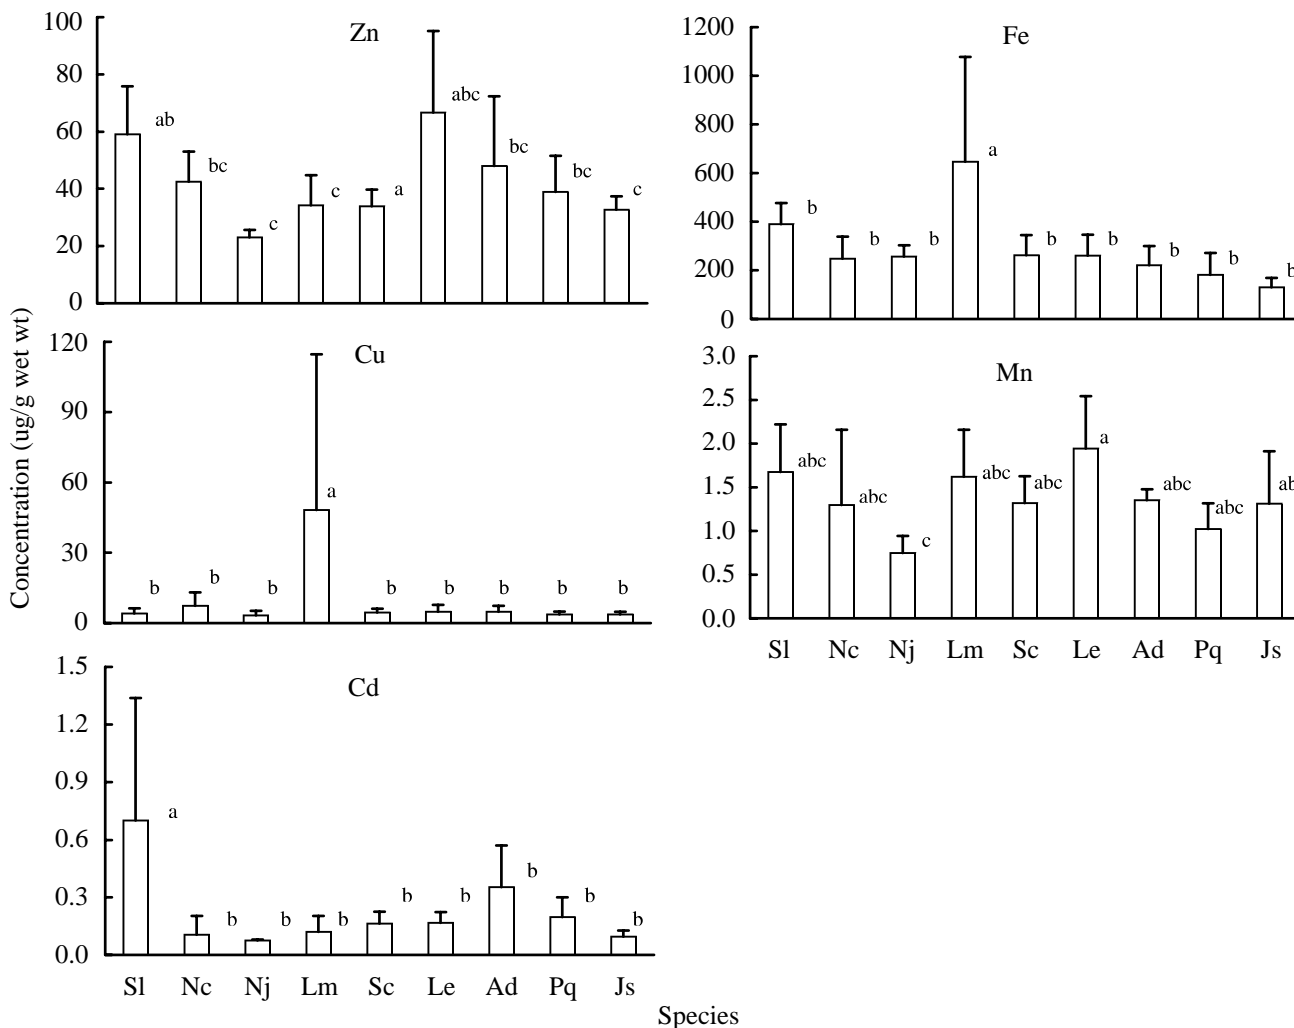 Concentration (ug/g wet wt)
Zn
100
80
60
40
20
0
ab
bc
c
c
a
abc
bc
bc
c
Fe
1200
1000
800
600
400
200
0
b
b
b
a
b
b
b
b
b
Cu
120
90
60
30
0
b
b
b
a
b
b
b
b
b
Mn
3.0
2.5
2.0
1.5
1.0
0.5
0.0
abc
abc
c
abc
abc
a
abc
abc
ab
Sl Nc Nj Lm Sc Le Ad Pq Js
Cd
1.5
1.2
0.9
0.6
0.3
0.0
a
b
b
b
b
b
b
b
b
Sl Nc Nj Lm Sc Le Ad Pq Js
Species